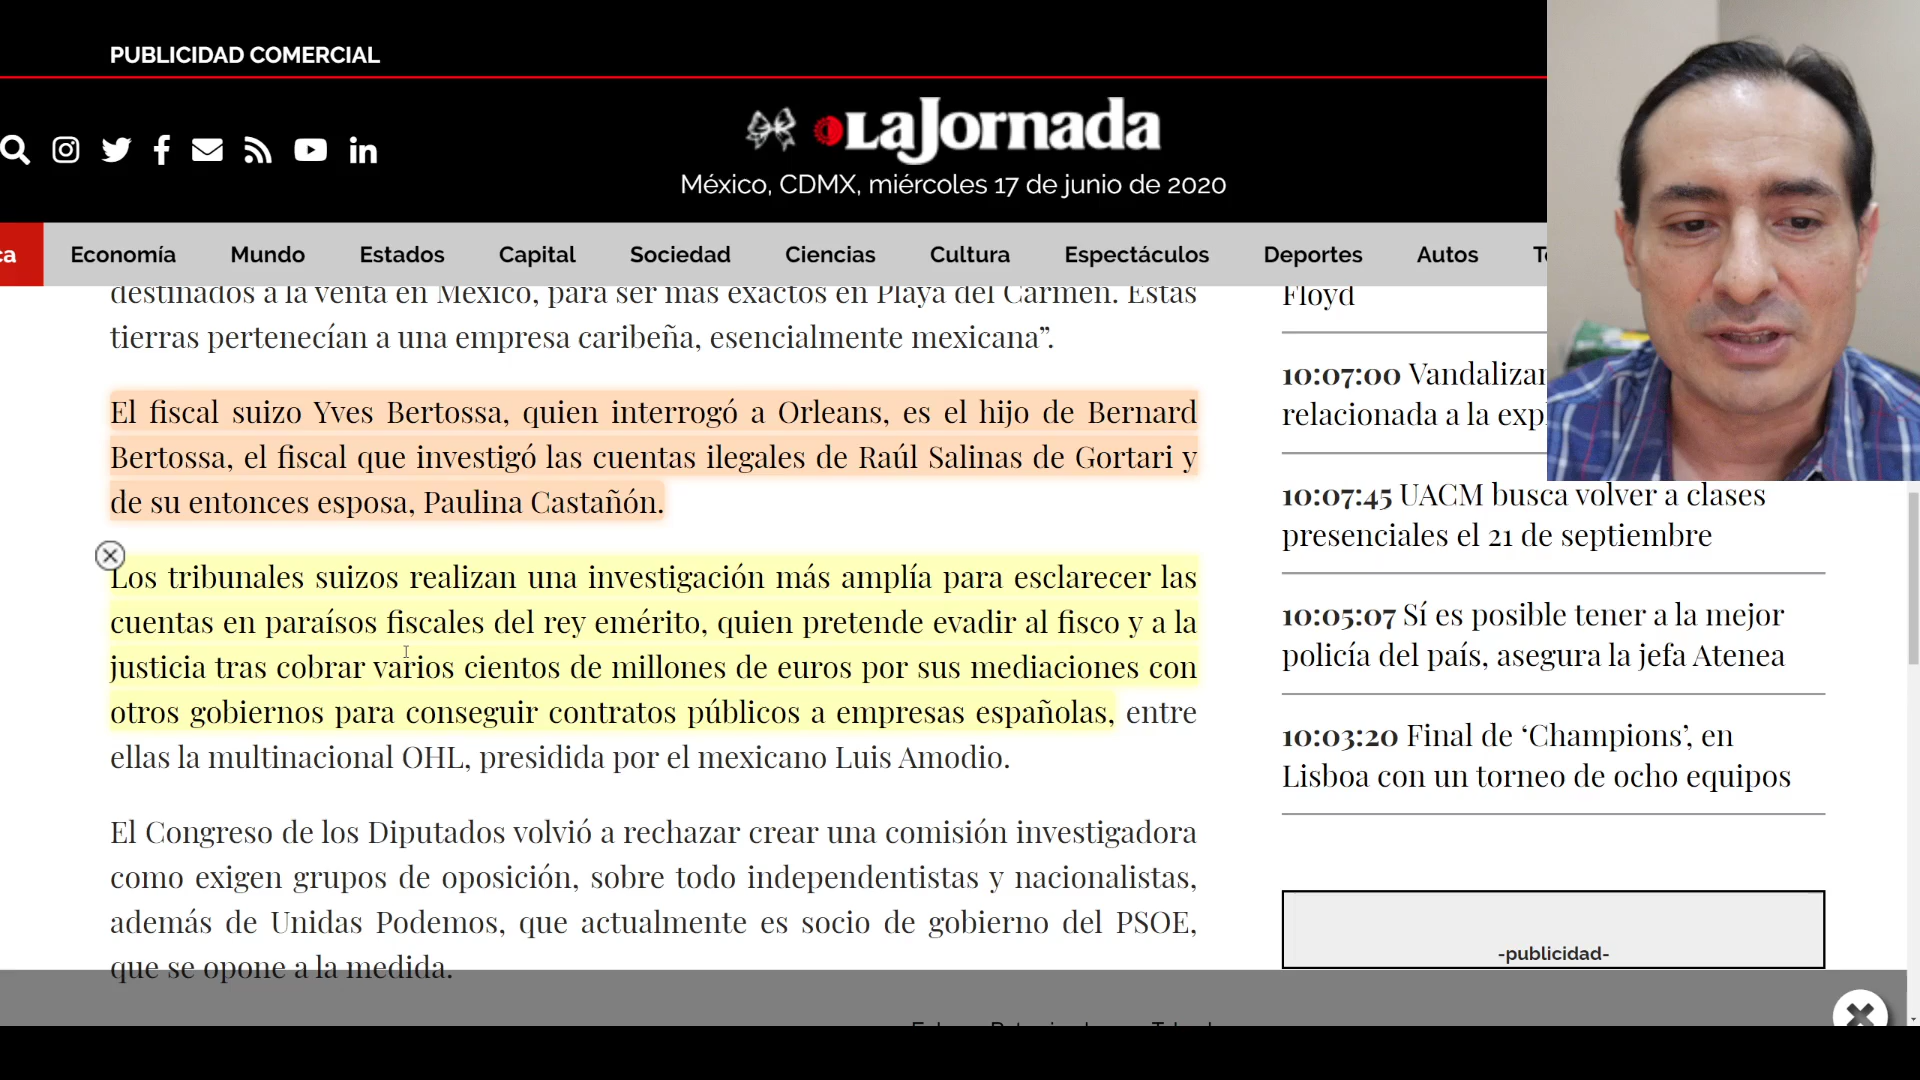 PUBLICIDAD COMERCIAL
La Jornada
México, CDMX, miércoles 17 de junio de 2020
ca Economía Mundo Estados Capital Sociedad Ciencias Cultura Espectáculos Deportes Autos
destinados a la venta en México, para ser más exactos en Playa del Carmen. Estas
tierras pertenecían a una empresa caribeña, esencialmente mexicana”.
El fiscal suizo Yves Bertossa, quien interrogó a Orleans, es el hijo de Bernard
Bertossa, el fiscal que investigó las cuentas ilegales de Raúl Salinas de Gortari y
de su entonces esposa, Paulina Castañón.
Los tribunales suizos realizan una investigación más amplía para esclarecer las
cuentas en paraísos fiscales del rey emérito, quien pretende evadir al fisco y a la
justicia tras cobrar varios cientos de millones de euros por sus mediaciones con
otros gobiernos para conseguir contratos públicos a empresas españolas, entre
ellas la multinacional OHL, presidida por el mexicano Luis Amodio.
El Congreso de los Diputados volvió a rechazar crear una comisión investigadora
como exigen grupos de oposición, sobre todo independentistas y nacionalistas,
además de Unidas Podemos, que actualmente es socio de gobierno del PSOE,
que se opone a la medida.
Floyd
10:07:00 Vandalizan
relacionada a la exp
10:07:45 UACM busca volver a clases
presenciales el 21 de septiembre
10:05:07 Sí es posible tener a la mejor
policía del país, asegura la jefa Atenea
10:03:20 Final de ‘Champions’, en
Lisboa con un torneo de ocho equipos
-publicidad-